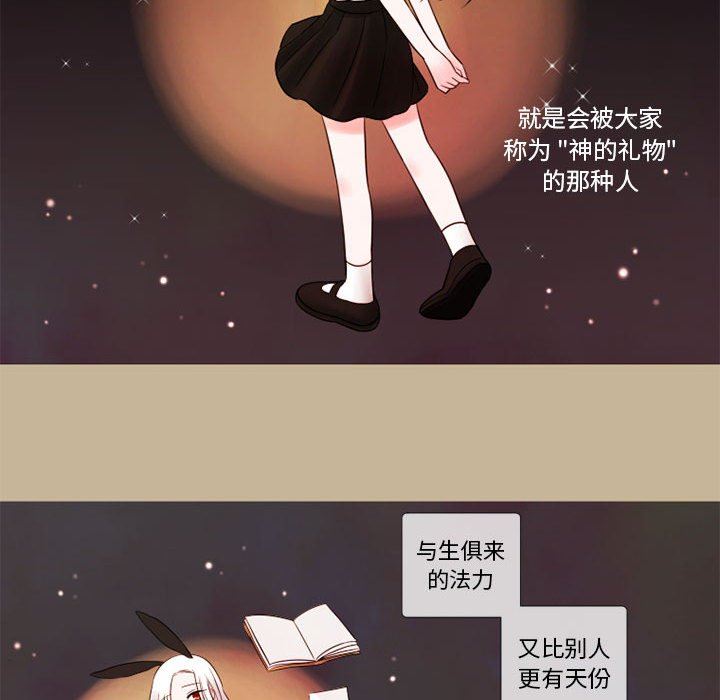 就是会被大家
称为 "神的礼物"
的那种人
与生俱来
的法力
又比别人
更有天份